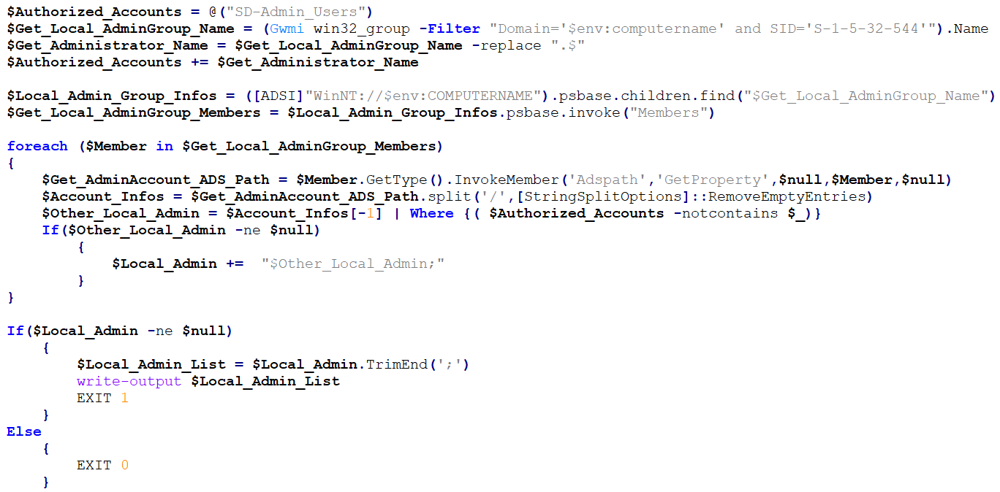 $Authorized_Accounts = @("SD-Admin_Users")
$Get_Local_AdminGroup_Name = (Gwmi win32_group -Filter "Domain='$env:computername' and SID='S-1-5-32-544'").Name
$Get_Administrator_Name = $Get_Local_AdminGroup_Name -replace ".$"
$Authorized_Accounts += $Get_Administrator_Name

$Local_Admin_Group_Infos = ([ADSI]"WinNT://$env:COMPUTERNAME").psbase.children.find("$Get_Local_AdminGroup_Name")
$Get_Local_AdminGroup_Members = $Local_Admin_Group_Infos.psbase.invoke("Members")

foreach ($Member in $Get_Local_AdminGroup_Members)
{
    $Get_AdminAccount_ADS_Path = $Member.GetType().InvokeMember('Adspath','GetProperty',$null,$Member,$null)
    $Account_Infos = $Get_AdminAccount_ADS_Path.split('/',[StringSplitOptions]::RemoveEmptyEntries)
    $Other_Local_Admin = $Account_Infos[-1] | Where {( $Authorized_Accounts -notcontains $_)}
    If($Other_Local_Admin -ne $null)
        {
            $Local_Admin +=  "$Other_Local_Admin;"
        }
}

If($Local_Admin -ne $null)
    {
        $Local_Admin_List = $Local_Admin.TrimEnd(';')
        write-output $Local_Admin_List
        EXIT 1
    }
Else
    {
        EXIT 0
    }